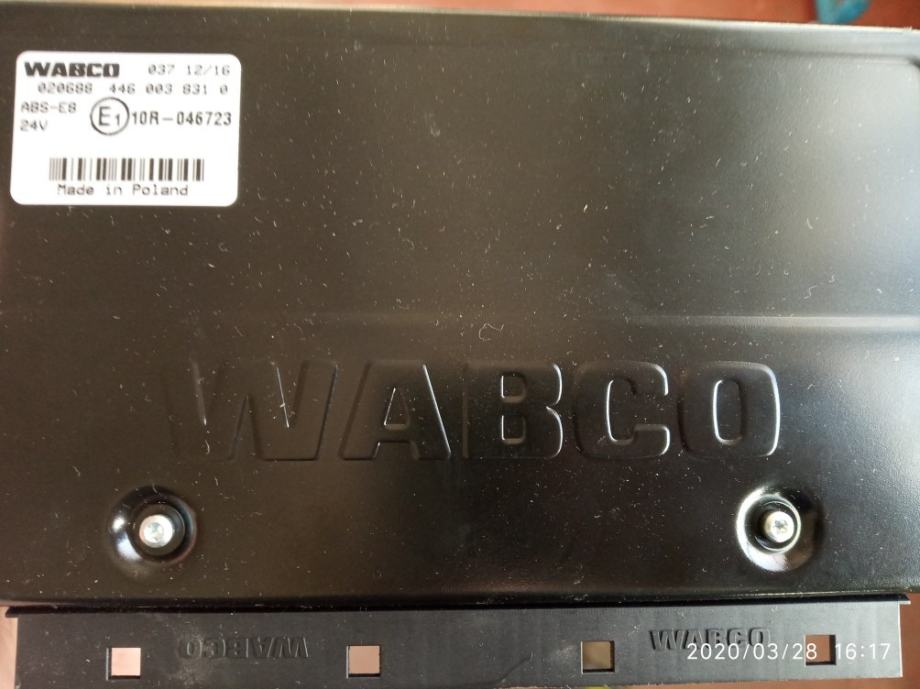 WABCO 037 12/16
020688 446 003 831 0
ABS-E8
24V
E1 10R-046723
Made in Poland
WABCO
WABCO
WABCO
2020/03/28 16:17